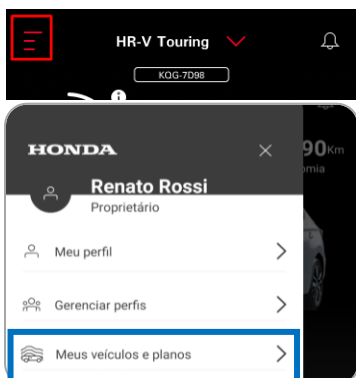 HR-V Touring
KQG-7D98
i
HONDA
90Km
omia
Renato Rossi
Proprietário
Meu perfil
Gerenciar perfis
Meus veículos e planos